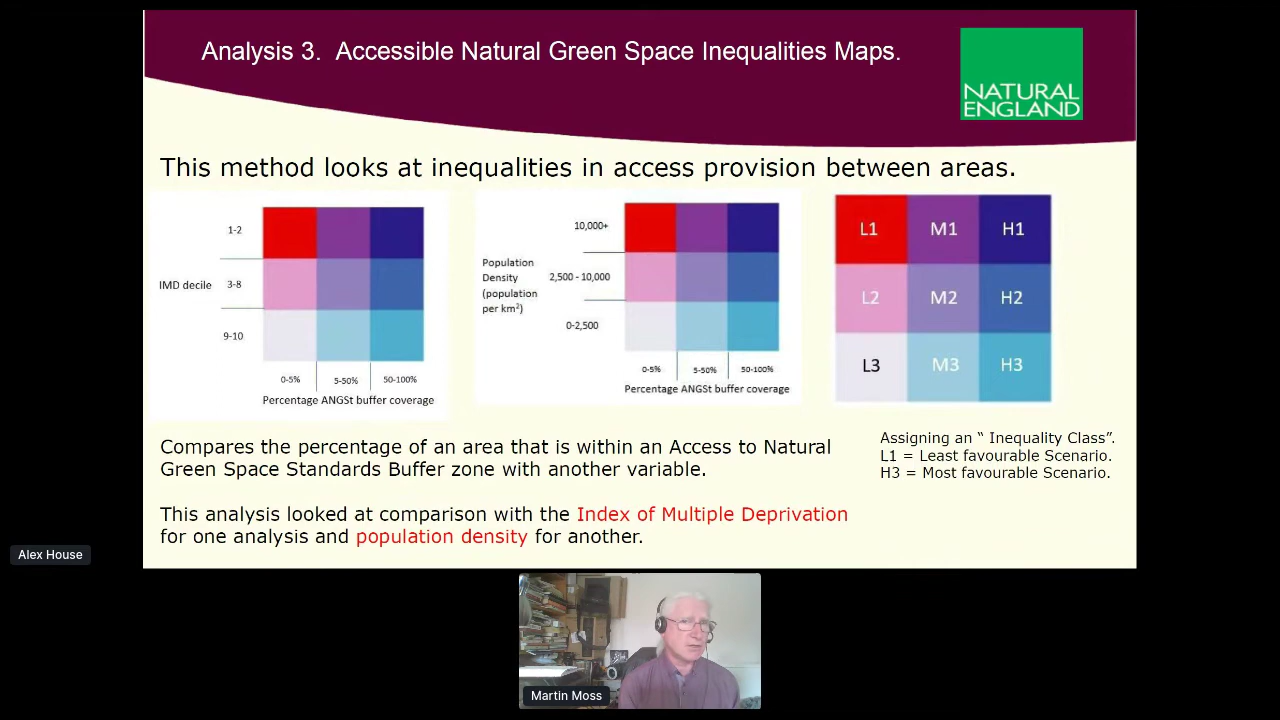 Analysis 3.  Accessible Natural Green Space Inequalities Maps.
NATURAL
ENGLAND
This method looks at inequalities in access provision between areas.
1-2
IMD decile
3-8
9-10
0-5%
5-50%
50-100%
Percentage ANGSt buffer coverage
10,000+
Population
Density
(population
per km²)
2,500 - 10,000
0-2,500
0-5%
5-50%
50-100%
Percentage ANGSt buffer coverage
L1
M1
H1
L2
M2
H2
L3
M3
H3
Compares the percentage of an area that is within an Access to Natural
Green Space Standards Buffer zone with another variable.
Assigning an “ Inequality Class”.
L1 = Least favourable Scenario.
H3 = Most favourable Scenario.
This analysis looked at comparison with the Index of Multiple Deprivation
for one analysis and population density for another.
Alex House
Martin Moss